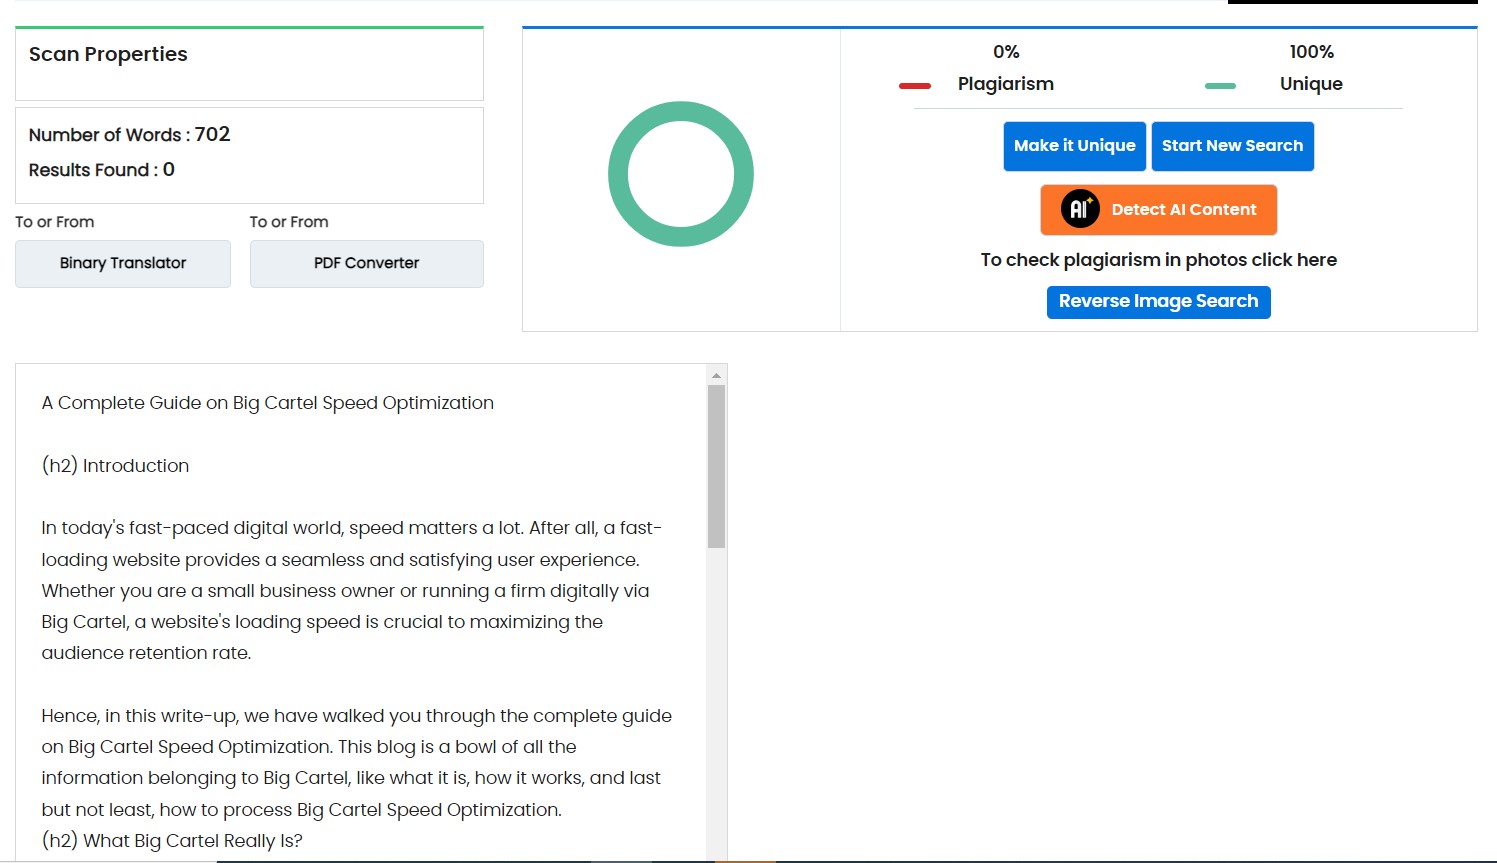 Scan Properties
Number of Words : 702
Results Found : 0
To or From
To or From
Binary Translator
PDF Converter
0%
100%
Plagiarism
Unique
Make it Unique
Start New Search
AI
Detect AI Content
To check plagiarism in photos click here
Reverse Image Search
A Complete Guide on Big Cartel Speed Optimization
(h2) Introduction
In today's fast-paced digital world, speed matters a lot. After all, a fast-
loading website provides a seamless and satisfying user experience.
Whether you are a small business owner or running a firm digitally via
Big Cartel, a website's loading speed is crucial to maximizing the
audience retention rate.
Hence, in this write-up, we have walked you through the complete guide
on Big Cartel Speed Optimization. This blog is a bowl of all the
information belonging to Big Cartel, like what it is, how it works, and last
but not least, how to process Big Cartel Speed Optimization.
(h2) What Big Cartel Really Is?